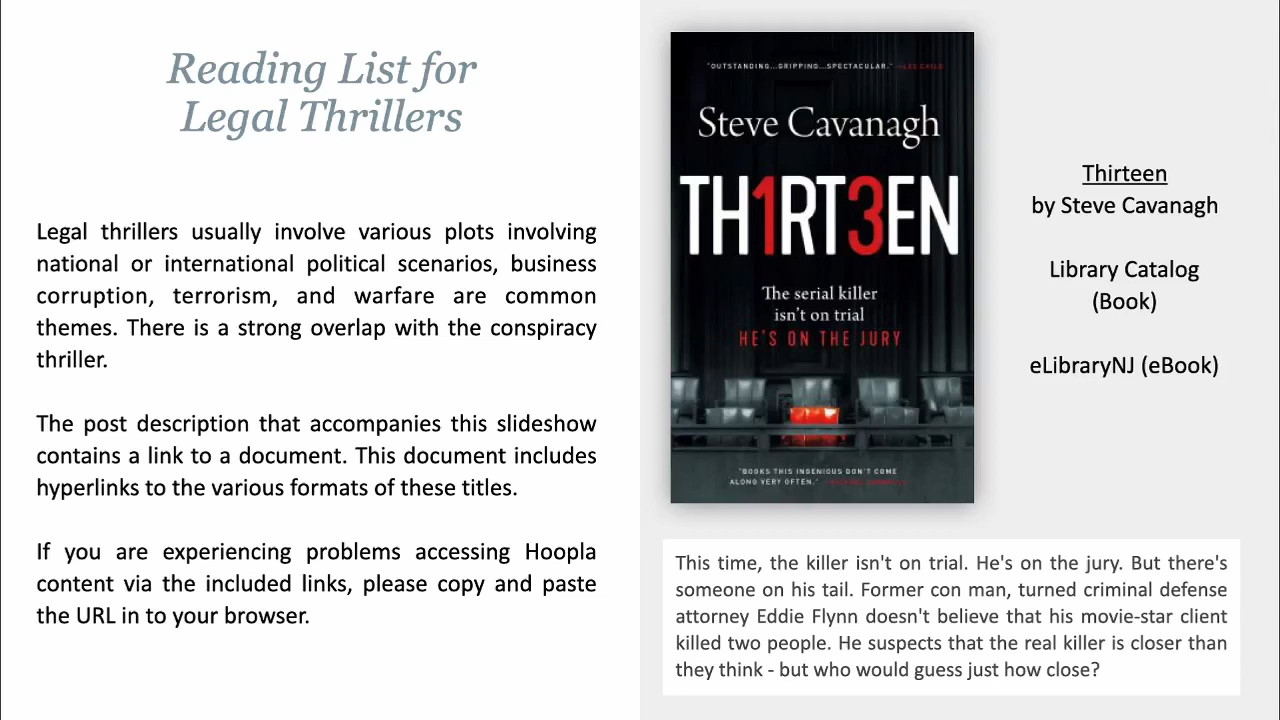 Reading List for
Legal Thrillers
Legal thrillers usually involve various plots involving
national or international political scenarios, business
corruption, terrorism, and warfare are common
themes. There is a strong overlap with the conspiracy
thriller.
The post description that accompanies this slideshow
contains a link to a document. This document includes
hyperlinks to the various formats of these titles.
If you are experiencing problems accessing Hoopla
content via the included links, please copy and paste
the URL in to your browser.
"OUTSTANDING...GRIPPING...SPECTACULAR." —LEE CHILD
Steve Cavanagh
TH1RT3EN
The serial killer
isn't on trial
HE'S ON THE JURY
"BOOKS THIS INGENIOUS DON'T COME
ALONG VERY OFTEN."
Thirteen
by Steve Cavanagh
Library Catalog
(Book)
eLibraryNJ (eBook)
This time, the killer isn't on trial. He's on the jury. But there's
someone on his tail. Former con man, turned criminal defense
attorney Eddie Flynn doesn't believe that his movie-star client
killed two people. He suspects that the real killer is closer than
they think - but who would guess just how close?